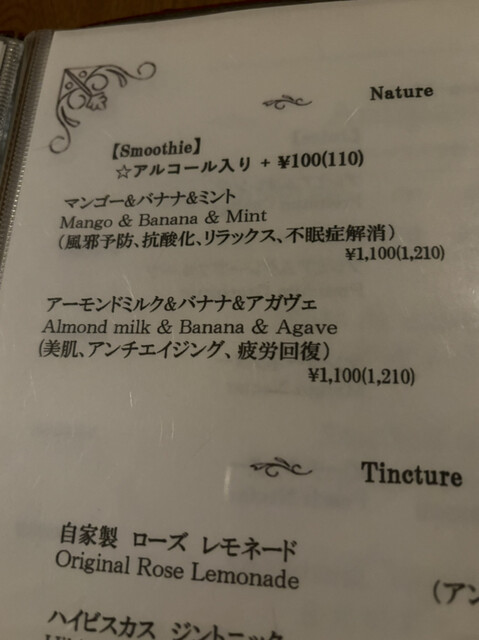 Nature
【Smoothie】
☆アルコール入り + ¥100(110)
マンゴー&バナナ&ミント
Mango & Banana & Mint
(風邪予防、抗酸化、リラックス、不眠症解消)
¥1,100(1,210)
アーモンドミルク&バナナ&アガヴェ
Almond milk & Banana & Agave
(美肌、アンチエイジング、疲労回復)
¥1,100(1,210)
Tincture
自家製 ローズ レモネード
Original Rose Lemonade
(アン
ハイビスカス ジントニック